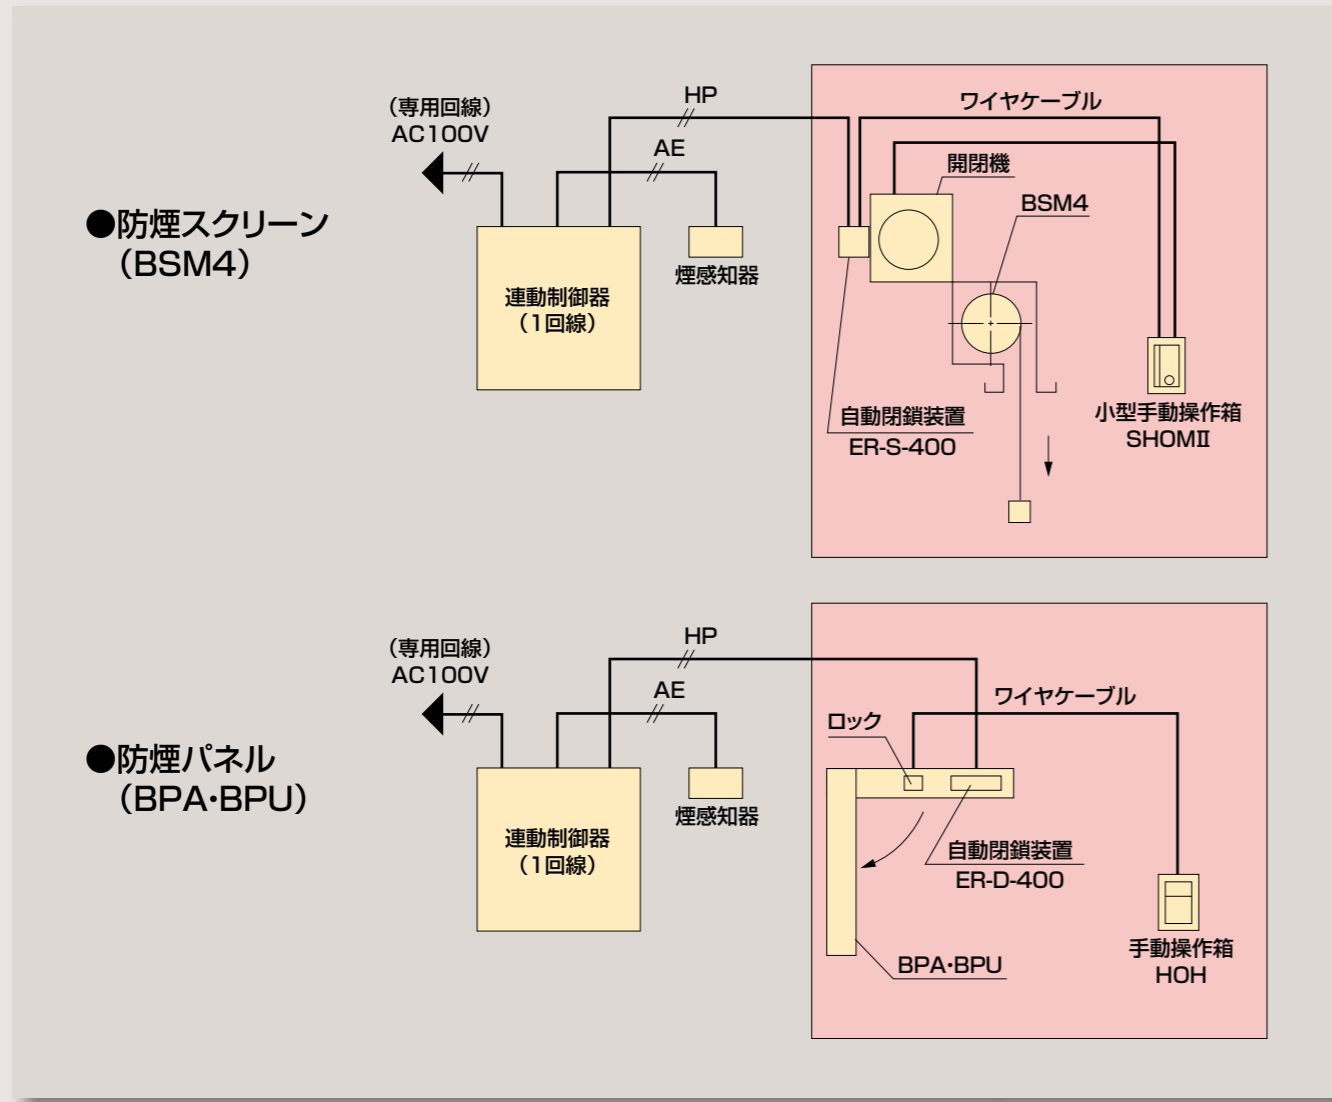 ●防煙スクリーン
（BSM4）
（専用回線）
AC100V
HP
AE
連動制御器
（1回線）
煙感知器
ワイヤケーブル
開閉機
BSM4
自動閉鎖装置
ER-S-400
小型手動操作箱
SHOMⅡ
●防煙パネル
（BPA・BPU）
（専用回線）
AC100V
HP
AE
連動制御器
（1回線）
煙感知器
ワイヤケーブル
ロック
自動閉鎖装置
ER-D-400
BPA・BPU
手動操作箱
HOH